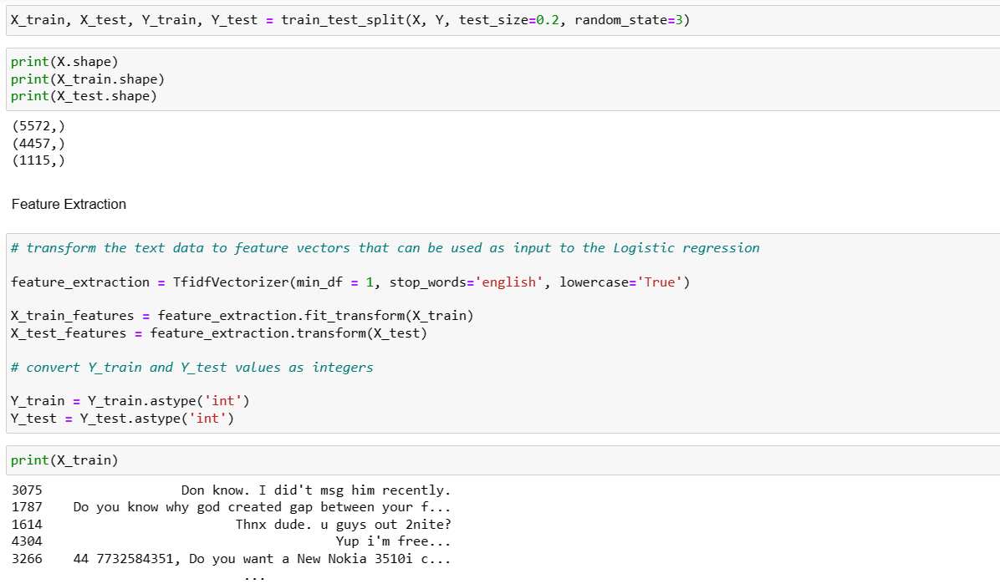 X_train, X_test, Y_train, Y_test = train_test_split(X, Y, test_size=0.2, random_state=3)
print(X.shape)
print(X_train.shape)
print(X_test.shape)
(5572,)
(4457,)
(1115,)
Feature Extraction
# transform the text data to feature vectors that can be used as input to the Logistic regression
feature_extraction = TfidfVectorizer(min_df = 1, stop_words='english', lowercase='True')
X_train_features = feature_extraction.fit_transform(X_train)
X_test_features = feature_extraction.transform(X_test)
# convert Y_train and Y_test values as integers
Y_train = Y_train.astype('int')
Y_test = Y_test.astype('int')
print(X_train)
3075 Don know. I did't msg him recently.
1787 Do you know why god created gap between your f...
1614 Thnx dude. u guys out 2nite?
4304 Yup i'm free...
3266 44 7732584351, Do you want a New Nokia 3510i c...
...